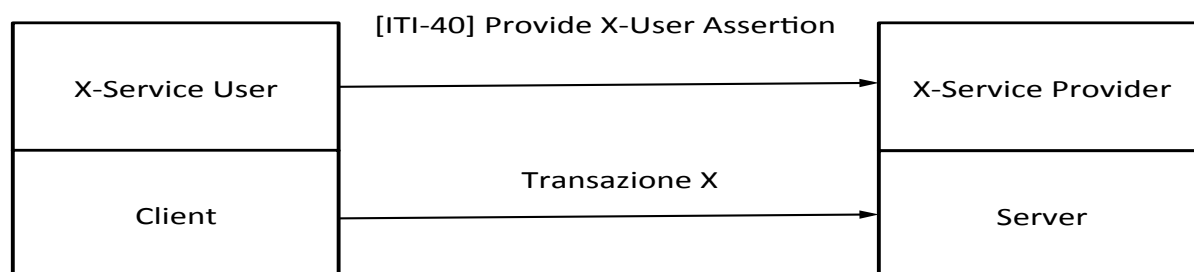 [ITI-40] Provide X-User Assertion
X-Service User
X-Service Provider
Transazione X
Client
Server